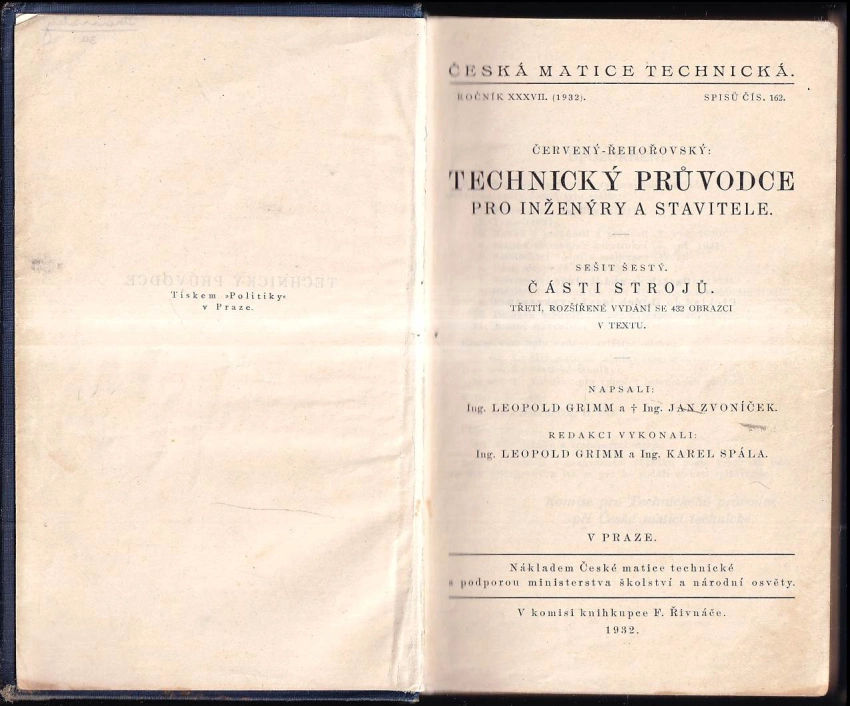 Tiskem »Politiky«
v Praze.
ČESKÁ MATICE TECHNICKÁ.
ROČNÍK XXXVII. (1932). SPISŮ ČÍS. 162.
ČERVENÝ-ŘEHOŘOVSKÝ:
TECHNICKÝ PRŮVODCE
PRO INŽENÝRY A STAVITELE.
SEŠIT ŠESTÝ.
ČÁSTI STROJŮ.
TŘETÍ, ROZŠÍŘENÉ VYDÁNÍ SE 432 OBRAZCI
V TEXTU.
NAPSALI:
Ing. LEOPOLD GRIMM a † Ing. JAN ZVONÍČEK.
REDAKCI VYKONALI:
Ing. LEOPOLD GRIMM a Ing. KAREL SPÁLA.
V PRAZE.
Nákladem České matice technické
s podporou ministerstva školství a národní osvěty.
V komisi knihkupce F. Řivnáče.
1932.